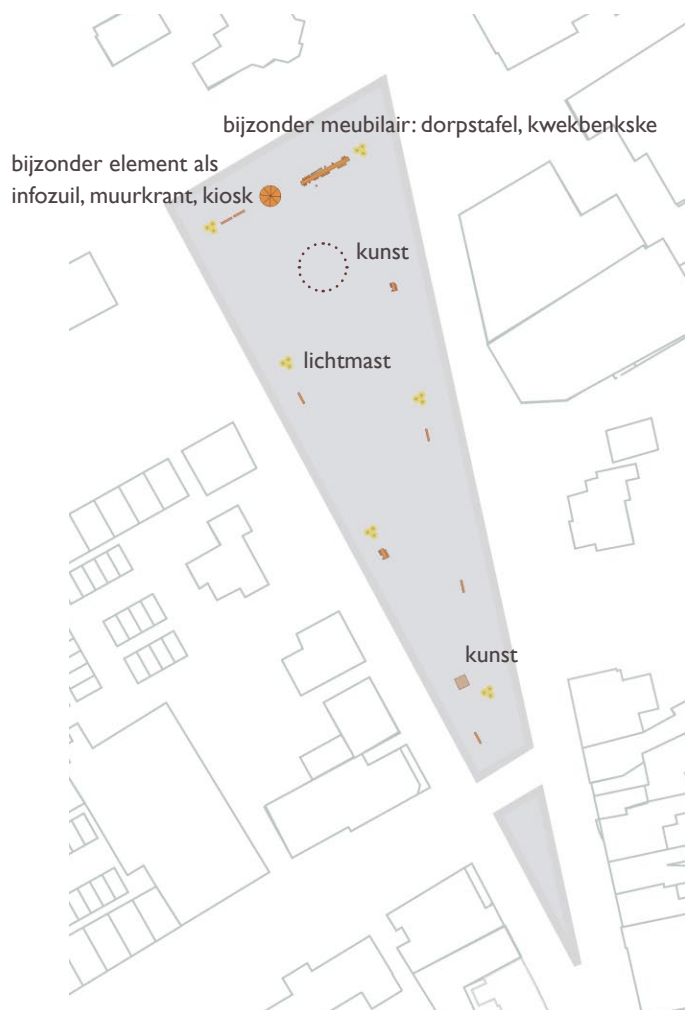 bijzonder meubilair: dorpstafel, kwekbenkske
bijzonder element als
infozuil, muurkrant, kiosk
kunst
lichtmast
kunst